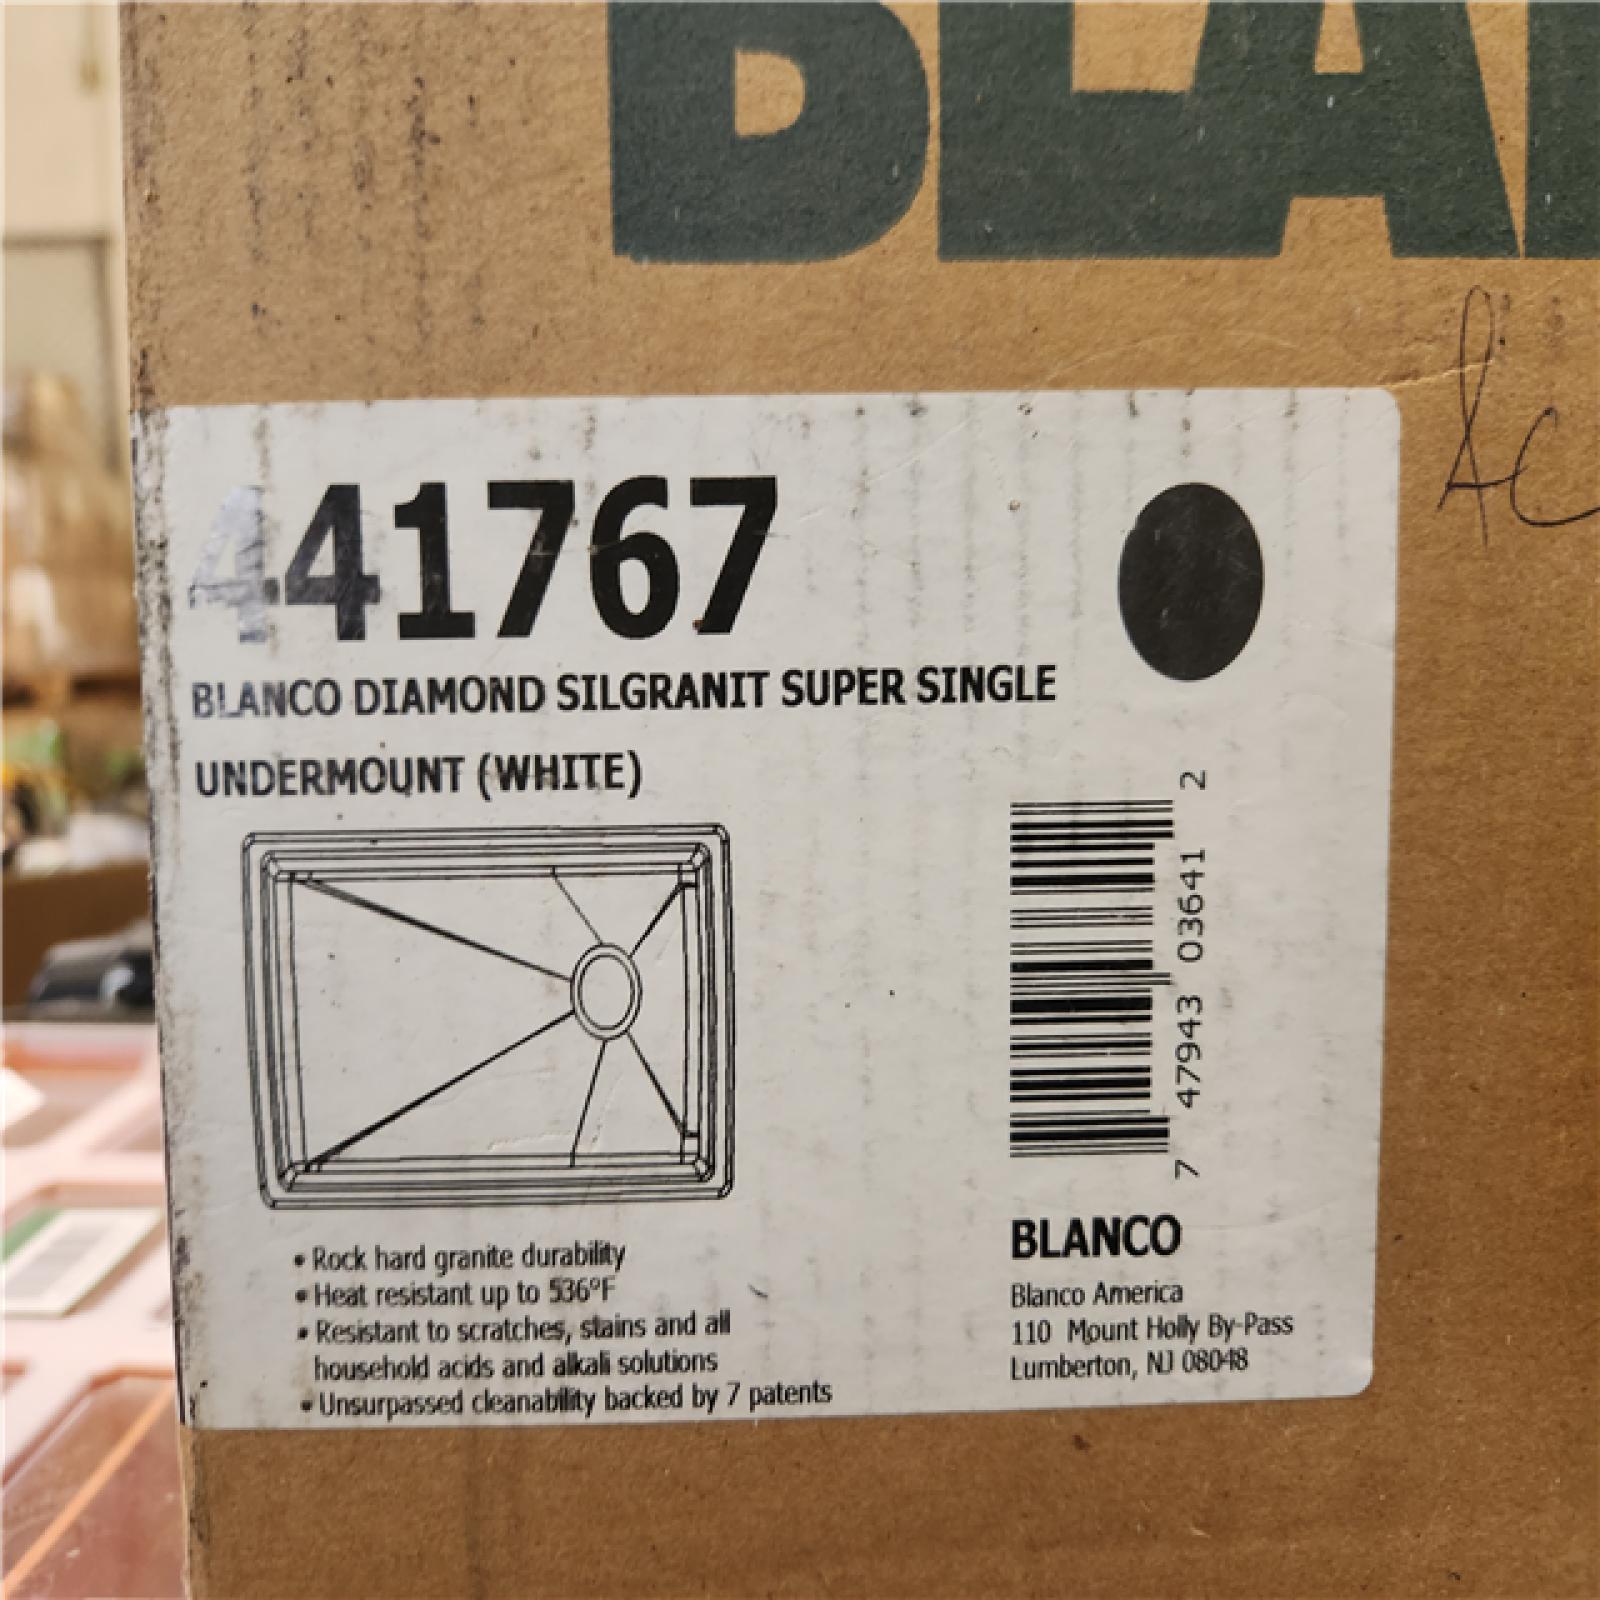 BLA
Ac
441767
BLANCO DIAMOND SILGRANIT SUPER SINGLE
UNDERMOUNT (WHITE)
7 47943 03641 2
• Rock hard granite durability
• Heat resistant up to 536°F
• Resistant to scratches, stains and all
household acids and alkali solutions
• Unsurpassed cleanability backed by 7 patents
BLANCO
Blanco America
110 Mount Holly By-Pass
Lumberton, NJ 08048